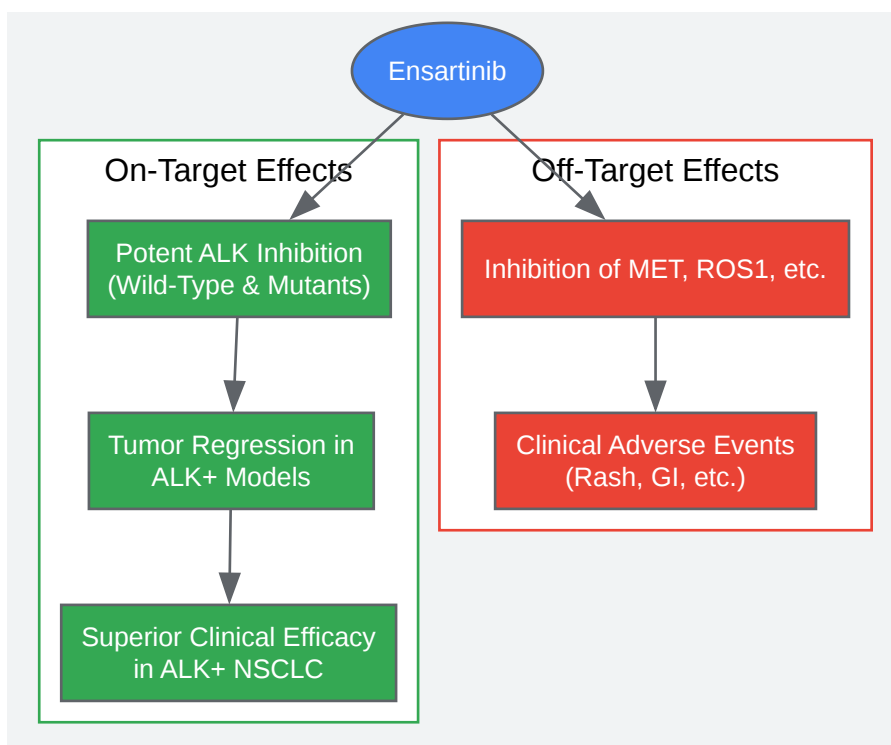 Ensartinib
On-Target Effects
Potent ALK Inhibition
(Wild-Type & Mutants)
Tumor Regression in
ALK+ Models
Superior Clinical Efficacy
in ALK+ NSCLC
Off-Target Effects
Inhibition of MET, ROS1, etc.
Clinical Adverse Events
(Rash, GI, etc.)